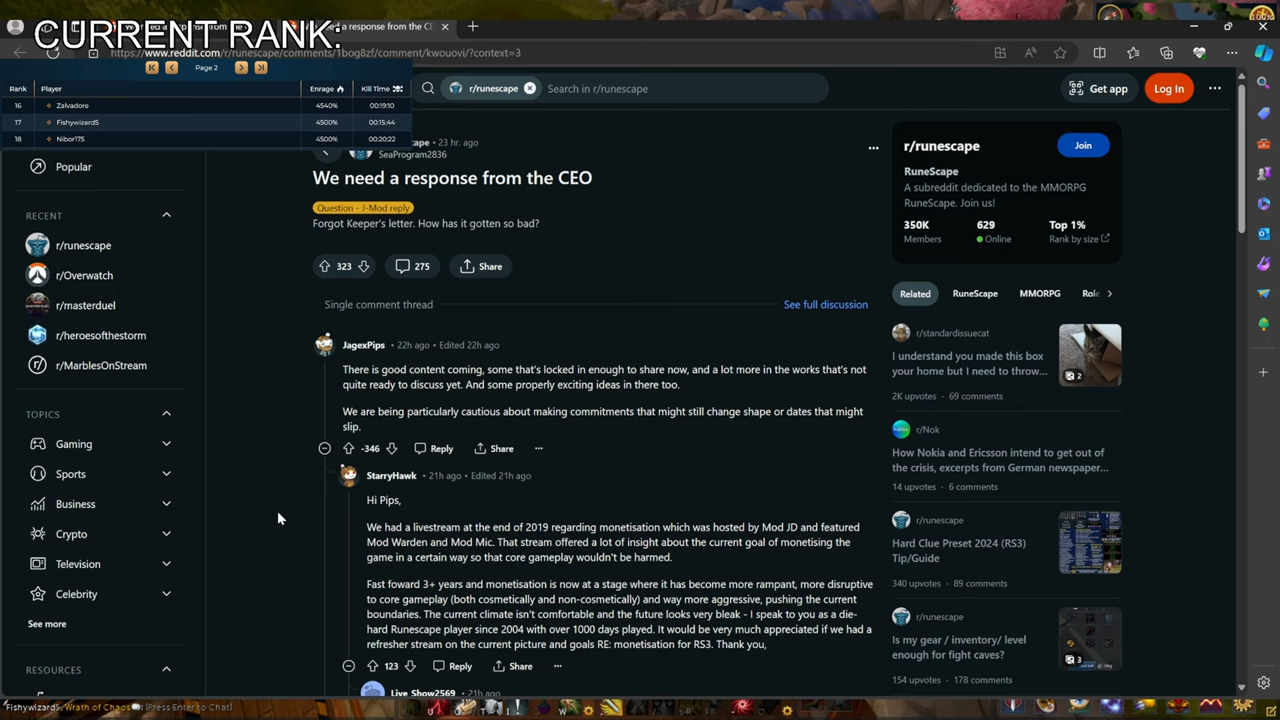 CURRENT RANK:
https://www.reddit.com/r/runescape/comments/1bog8zf/comment/kwouovi/?context=3
Page 2
Rank Player Enrage Kill Time
16 Zalvadore 4540% 00:19:10
17 Fishywizard5 4500% 00:15:44
18 Nibor175 4500% 00:20:22
r/runescape Search in r/runescape
Get app
Log In
Popular
RECENT
r/runescape
r/Overwatch
r/masterduel
r/heroesofthestorm
r/MarblesOnStream
TOPICS
Gaming
Sports
Business
Crypto
Television
Celebrity
See more
RESOURCES
23 hr. ago
SeaProgram2836
We need a response from the CEO
Question - J-Mod reply
Forgot Keeper's letter. How has it gotten so bad?
323 275 Share
Single comment thread See full discussion
JagexPips 22h ago • Edited 22h ago
There is good content coming, some that's locked in enough to share now, and a lot more in the works that's not
quite ready to discuss yet. And some properly exciting ideas in there too.
We are being particularly cautious about making commitments that might still change shape or dates that might
slip.
-346 Reply Share
StarryHawk • 21h ago • Edited 21h ago
Hi Pips,
We had a livestream at the end of 2019 regarding monetisation which was hosted by Mod JD and featured
Mod Warden and Mod Mic. That stream offered a lot of insight about the current goal of monetising the
game in a certain way so that core gameplay wouldn't be harmed.
Fast foward 3+ years and monetisation is now at a stage where it has become more rampant, more disruptive
to core gameplay (both cosmetically and non-cosmetically) and way more aggressive, pushing the current
boundaries. The current climate isn't comfortable and the future looks very bleak - I speak to you as a die-
hard Runescape player since 2004 with over 1000 days played. It would be very much appreciated if we had a
refresher stream on the current picture and goals RE: monetisation for RS3. Thank you,
123 Reply Share
Live_Show2569 • 21h ago
r/runescape Join
RuneScape
A subreddit dedicated to the MMORPG
RuneScape. Join us!
350K 629 Top 1%
Members Online Rank by size
Related RuneScape MMORPG Role
r/standardissuecat
I understand you made this box
your home but I need to throw...
2
2K upvotes • 69 comments
r/Nok
How Nokia and Ericsson intend to get out of
the crisis, excerpts from German newspaper...
14 upvotes • 6 comments
r/runescape
Hard Clue Preset 2024 (RS3)
Tip/Guide
340 upvotes • 89 comments
r/runescape
Is my gear / inventory/ level
enough for fight caves?
3
154 upvotes • 178 comments
Fishywizard5, Wrath of Chaos: [Press Enter to Chat]